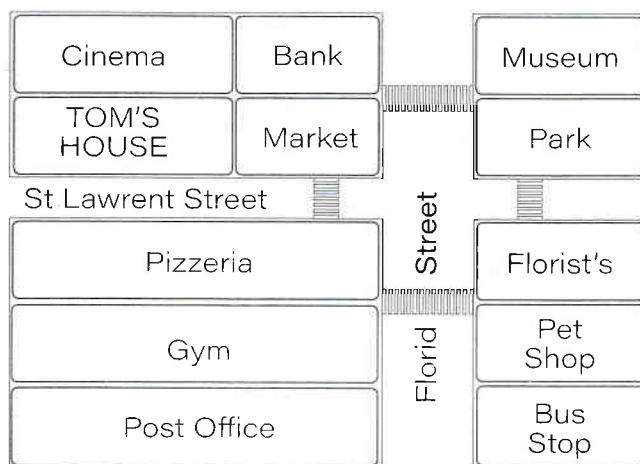 Cinema
Bank
Museum
TOM'S
HOUSE
Market
Park
St Lawrent Street
Florid Street
Pizzeria
Florist's
Gym
Pet
Shop
Post Office
Bus
Stop